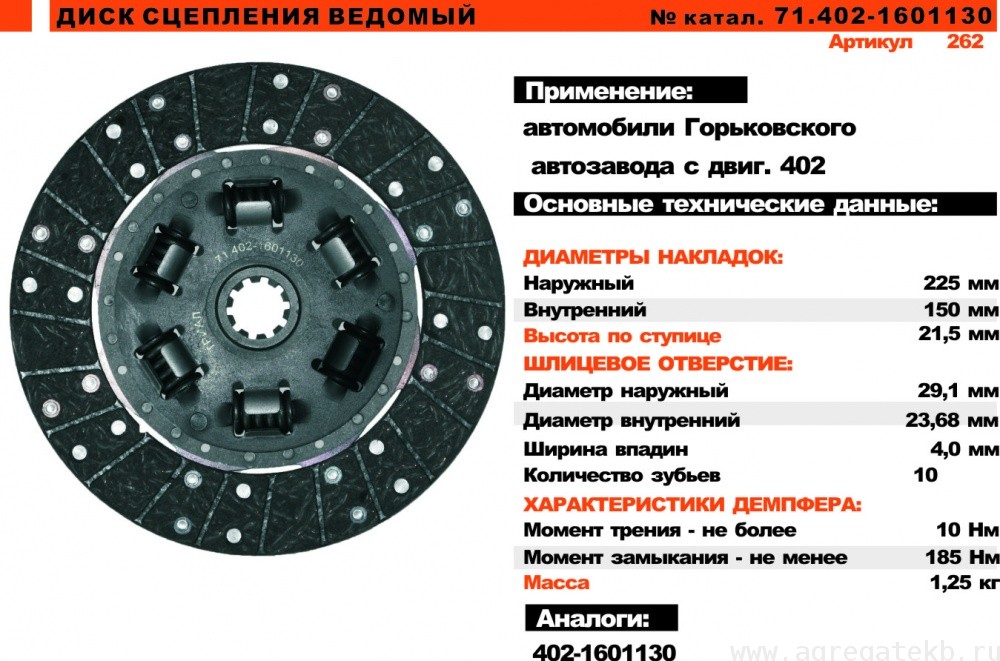 ДИСК СЦЕПЛЕНИЯ ВЕДОМЫЙ № катал. 71.402-1601130
Артикул 262
Применение:
автомобили Горьковского
автозавода с двиг. 402
Основные технические данные:
ДИАМЕТРЫ НАКЛАДОК:
Наружный 225 мм
Внутренний 150 мм
Высота по ступице 21,5 мм
ШЛИЦЕВОЕ ОТВЕРСТИЕ:
Диаметр наружный 29,1 мм
Диаметр внутренний 23,68 мм
Ширина впадин 4,0 мм
Количество зубьев 10
ХАРАКТЕРИСТИКИ ДЕМПФЕРА:
Момент трения - не более 10 Нм
Момент замыкания - не менее 185 Нм
Масса 1,25 кг
Аналоги:
402-1601130
71.402-1601130
www.agregatekb.ru